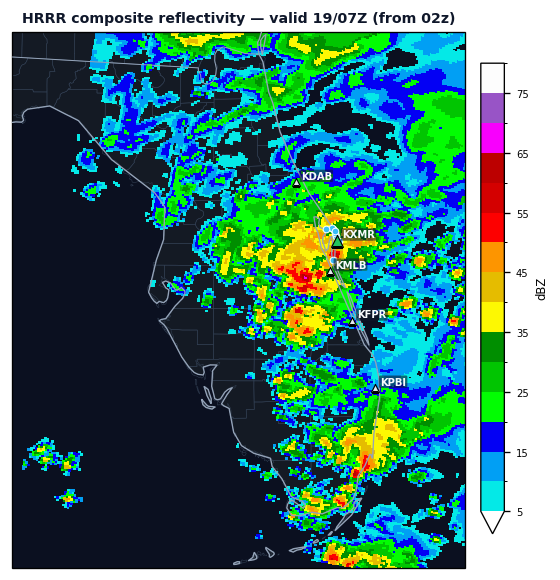 HRRR composite reflectivity — valid 19/07Z (from 02z)
KDAB
KXMR
KMLB
KFPR
KPBI
75
65
55
45
35
25
15
5
dBZ